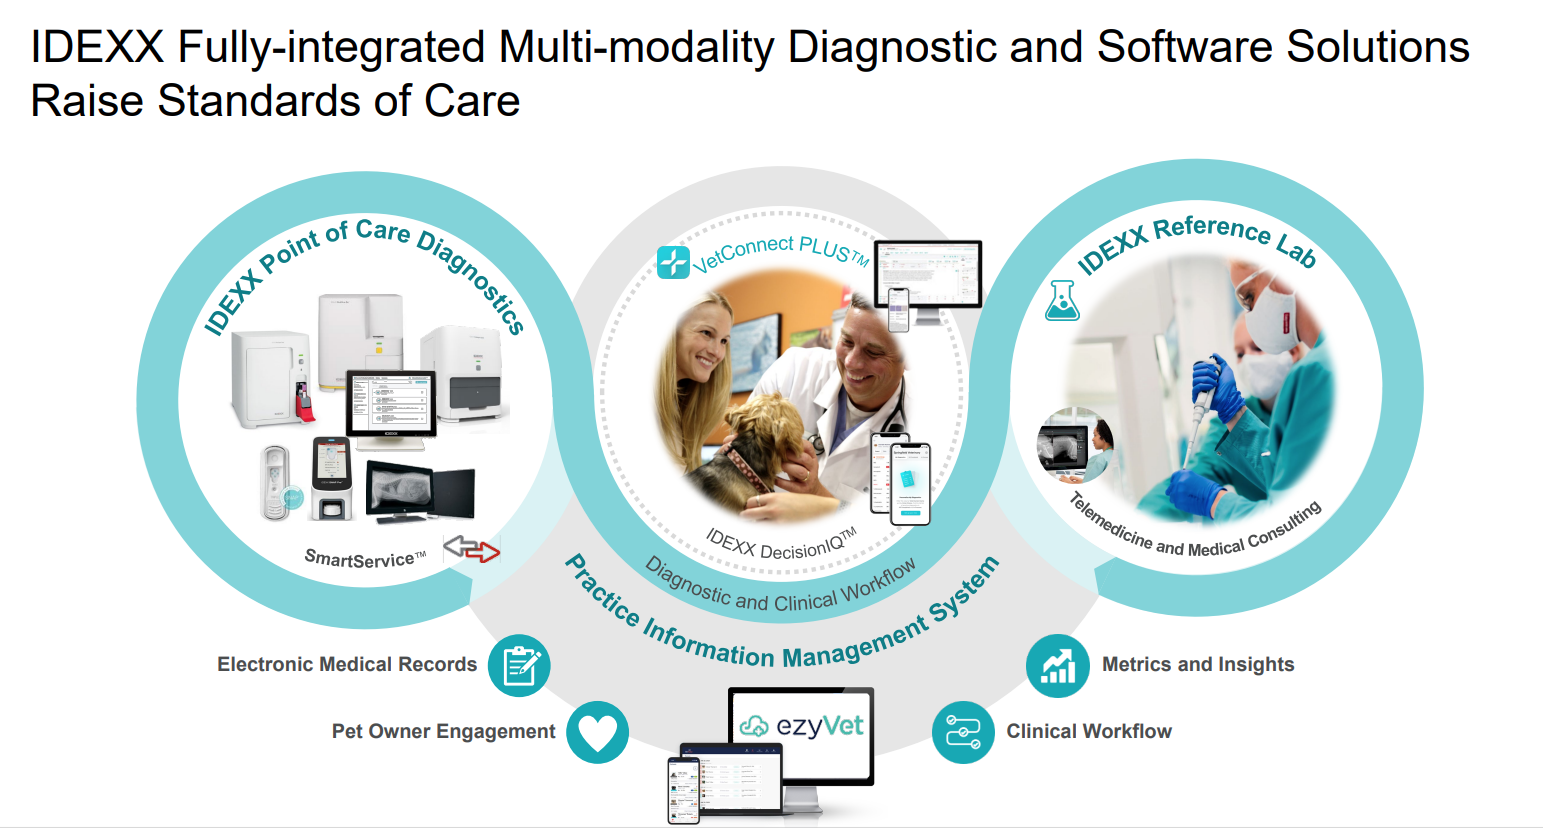 IDEXX Fully-integrated Multi-modality Diagnostic and Software Solutions
Raise Standards of Care
IDEXX Point of Care Diagnostics
IDEXX
SmartService™
VetConnect PLUS™
IDEXX DecisionIQ™
Diagnostic and Clinical Workflow
Practice Information Management System
IDEXX Reference Lab
Telemedicine and Medical Consulting
Electronic Medical Records
Pet Owner Engagement
Metrics and Insights
Clinical Workflow
ezyVet